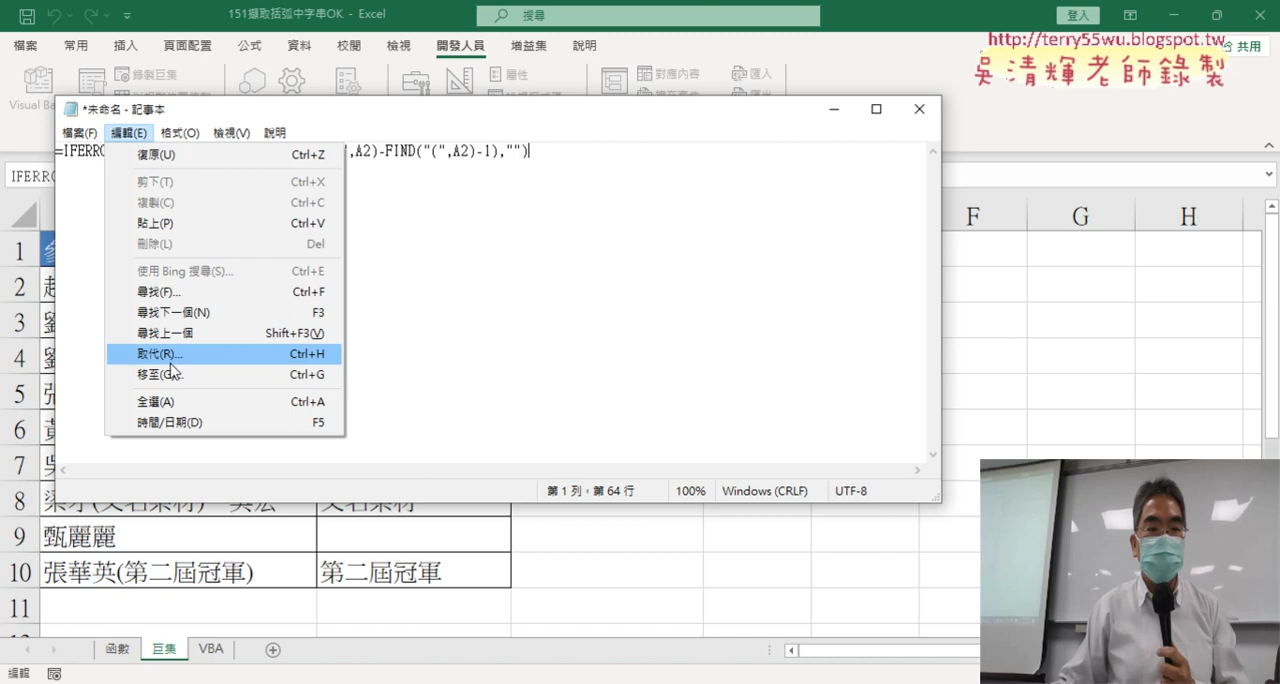 151擷取括弧中字串OK - Excel
搜尋
登入
檔案 常用 插入 頁面配置 公式 資料 校閱 檢視 開發人員 增益集 說明
共用
http://terry55wu.blogspot.tw
吳清輝老師錄製
Visual Ba
錄製巨集
屬性
對應內容
匯入
*未命名 - 記事本
檔案(F) 編輯(E) 格式(O) 檢視(V) 說明
=IFERRO
",A2)-FIND("(",A2)-1),"")
復原(U) Ctrl+Z
剪下(T) Ctrl+X
複製(C) Ctrl+C
貼上(P) Ctrl+V
刪除(L) Del
使用 Bing 搜尋(S)... Ctrl+E
尋找(F)... Ctrl+F
尋找下一個(N) F3
尋找上一個 Shift+F3(V)
取代(R)... Ctrl+H
移至(G)... Ctrl+G
全選(A) Ctrl+A
時間/日期(D) F5
第 1 列，第 64 行 100% Windows (CRLF) UTF-8
IFERRO
F G H
1
2
3
4
5
6
7
8
9 甄麗麗
10 張華英(第二屆冠軍) 第二屆冠軍
11
函數 巨集 VBA
編輯